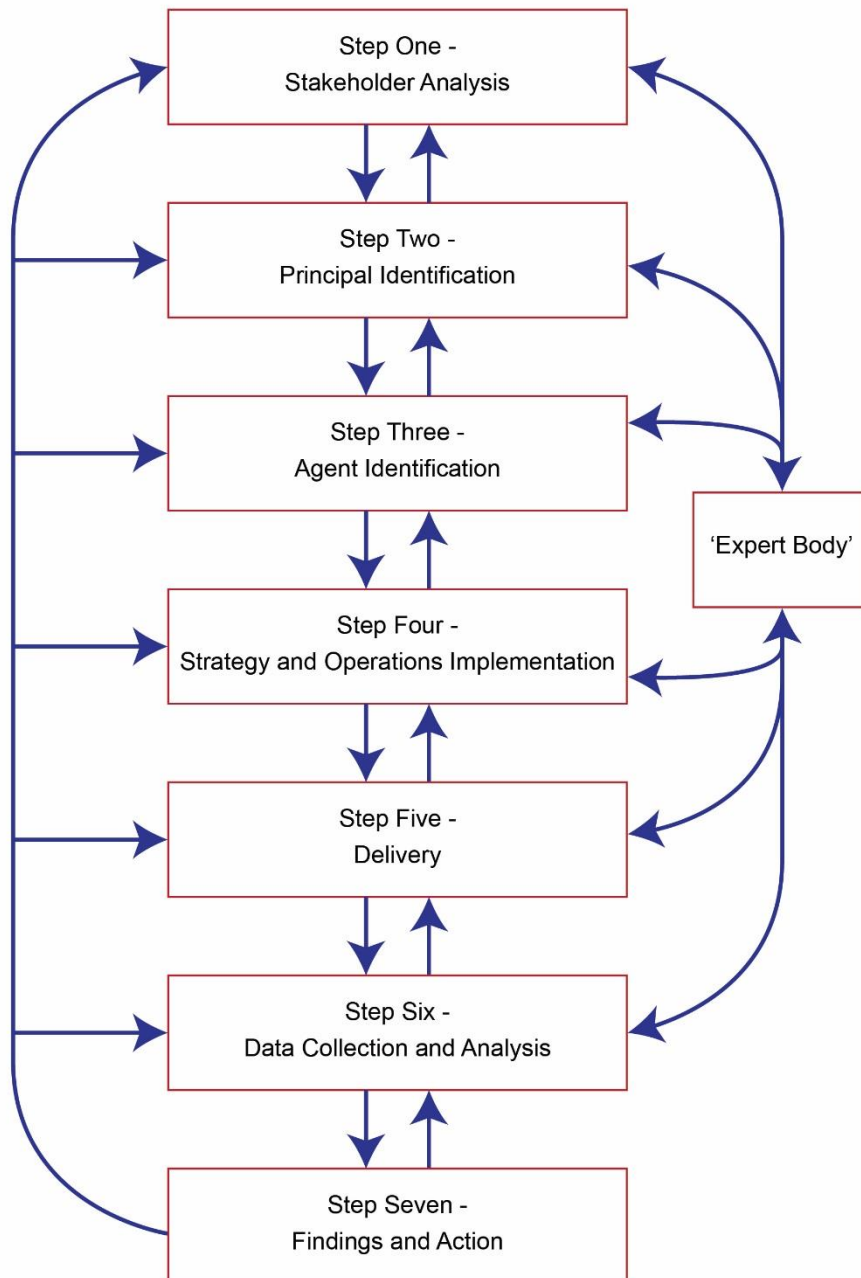 Step One -
Stakeholder Analysis
Step Two -
Principal Identification
Step Three -
Agent Identification
‘Expert Body’
Step Four -
Strategy and Operations Implementation
Step Five -
Delivery
Step Six -
Data Collection and Analysis
Step Seven -
Findings and Action